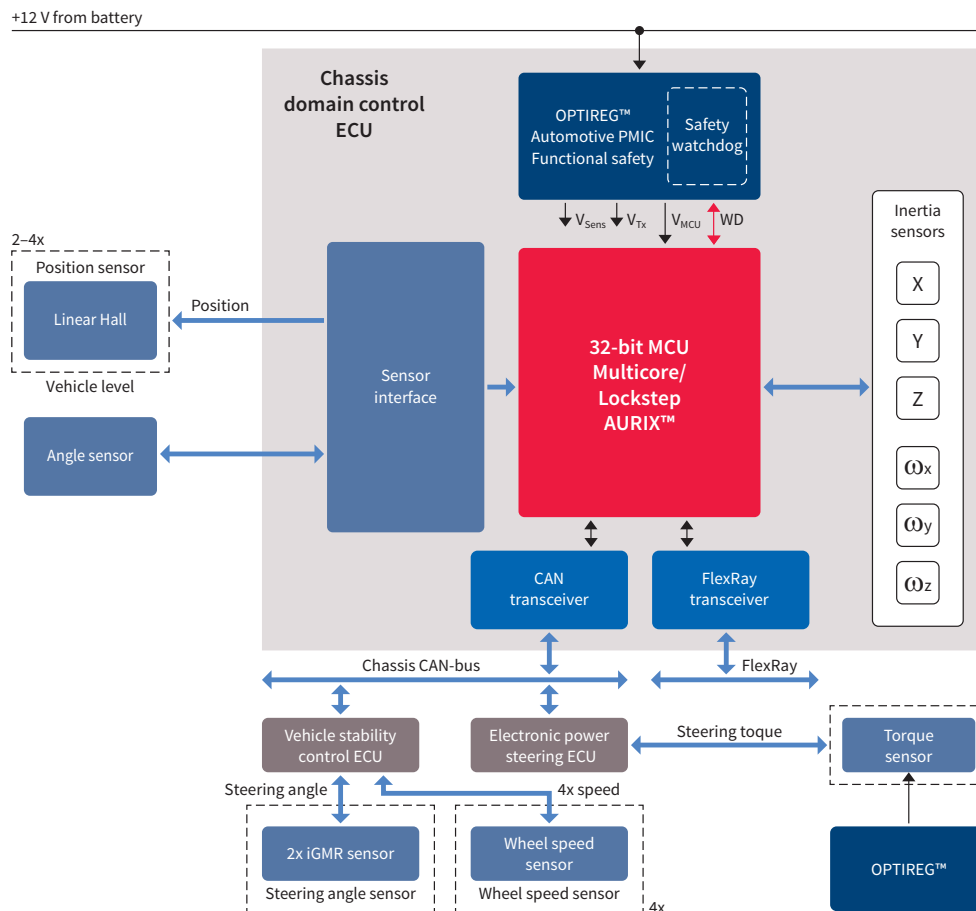 +12 V from battery
Chassis
domain control
ECU
OPTIREG™
Automotive PMIC
Functional safety
Safety
watchdog
V_Sens
V_Tx
V_MCU
WD
Inertia
sensors
X
Y
Z
ω_x
ω_y
ω_z
2–4x
Position sensor
Linear Hall
Vehicle level
Position
Angle sensor
Sensor
interface
32-bit MCU
Multicore/
Lockstep
AURIX™
CAN
transceiver
FlexRay
transceiver
Chassis CAN-bus
FlexRay
Vehicle stability
control ECU
Electronic power
steering ECU
Steering toque
Torque
sensor
Steering angle
4x speed
2x iGMR sensor
Steering angle sensor
Wheel speed
sensor
Wheel speed sensor
4x
OPTIREG™